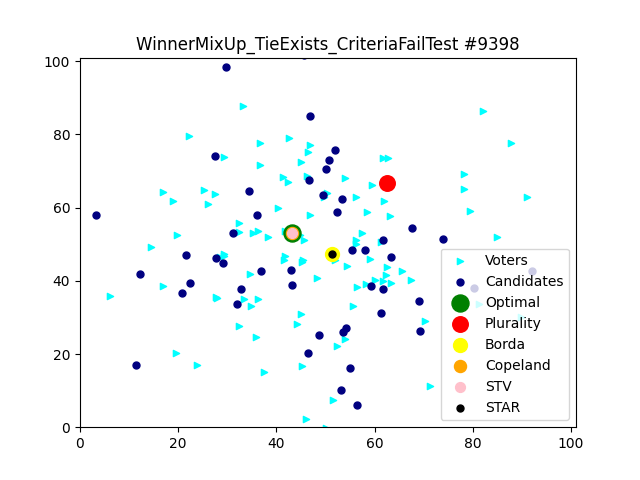 WinnerMixUp_TieExists_CriteriaFailTest #9398
100
80
60
40
20
0
0
20
40
60
80
100
Voters
Candidates
Optimal
Plurality
Borda
Copeland
STV
STAR